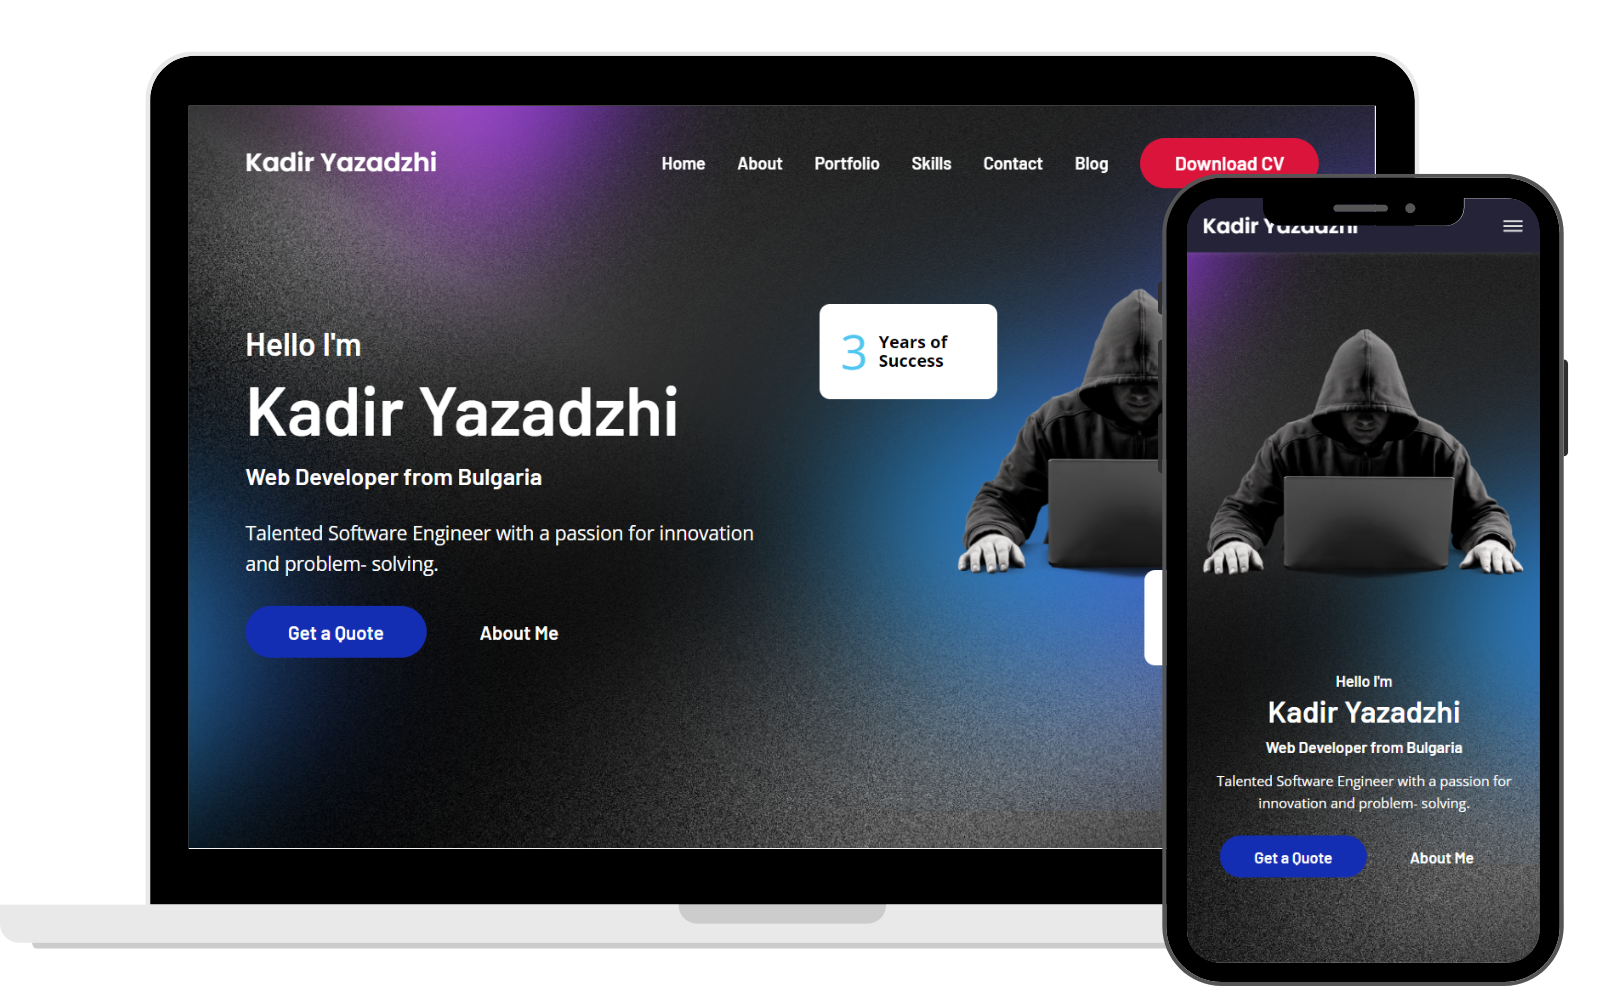 Kadir Yazadzhi
Home About Portfolio Skills Contact Blog Download CV
Hello I'm
Kadir Yazadzhi
Web Developer from Bulgaria
Talented Software Engineer with a passion for innovation
and problem- solving.
Get a Quote About Me
3 Years of
Success
Kadir Yazadzhi
Hello I'm
Kadir Yazadzhi
Web Developer from Bulgaria
Talented Software Engineer with a passion for
innovation and problem- solving.
Get a Quote About Me